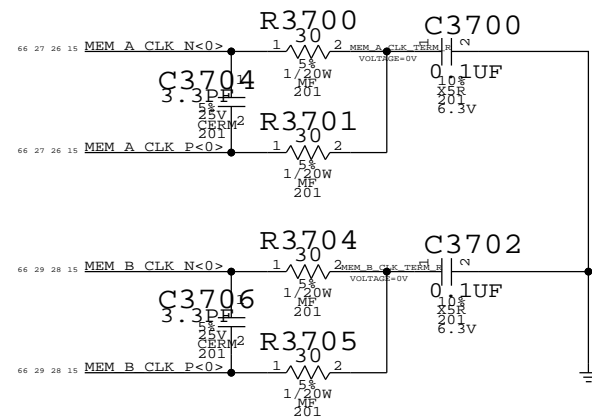 R3700
30
66 27 26 15 MEM_A_CLK_N<0> 1 2 MEM_A_CLK_TERM_R
VOLTAGE=0V
5%
1/20W
MF
201
C3700
1 2
0.1UF
10%
X5R
201
6.3V
C3704
3.3PF
1
5%
25V
CERM 2
201
R3701
30
66 27 26 15 MEM_A_CLK_P<0> 1 2
5%
1/20W
MF
201
R3704
30
66 29 28 15 MEM_B_CLK_N<0> 1 2 MEM_B_CLK_TERM_R
VOLTAGE=0V
5%
1/20W
MF
201
C3702
1 2
0.1UF
10%
X5R
201
6.3V
C3706
3.3PF
1
5%
25V
CERM 2
201
R3705
30
66 29 28 15 MEM_B_CLK_P<0> 1 2
5%
1/20W
MF
201